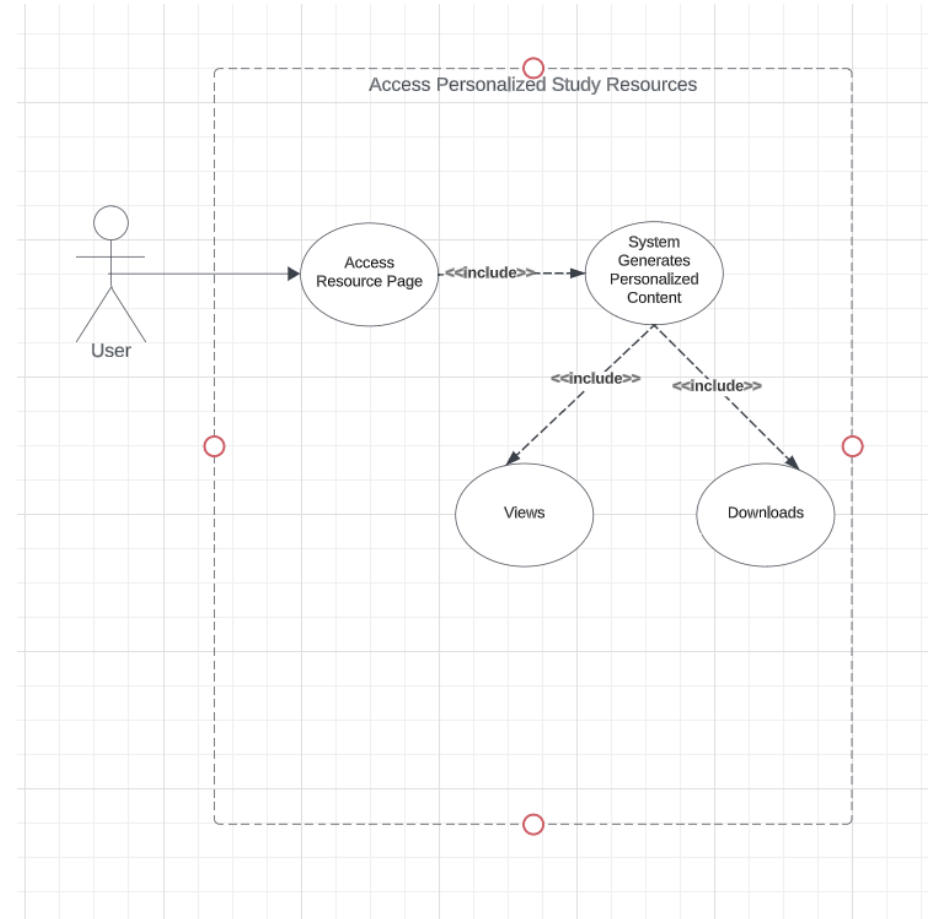 Access Personalized Study Resources
User
Access
Resource Page
<<include>>
System
Generates
Personalized
Content
<<include>>
<<include>>
Views
Downloads